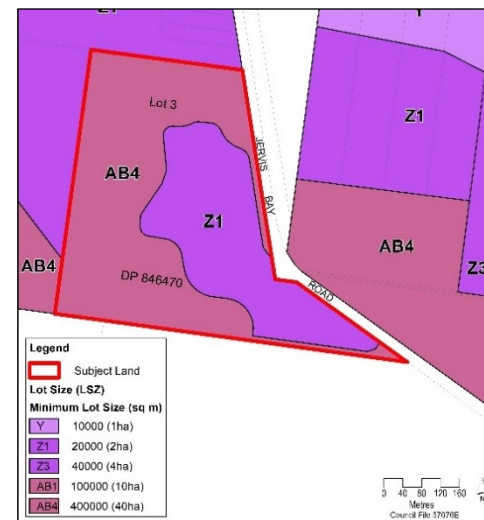 Y
Z1
Lot 3
JERVIS
BAY
ROAD
AB4
Z1
AB4
Z3
AB4
DP 846470
Legend
Subject Land
Lot Size (LSZ)
Minimum Lot Size (sq m)
Y 10000 (1ha)
Z1 20000 (2ha)
Z3 40000 (4ha)
AB1 100000 (10ha)
AB4 400000 (40ha)
0 40 80 120 160
Metres
Council File 57076E